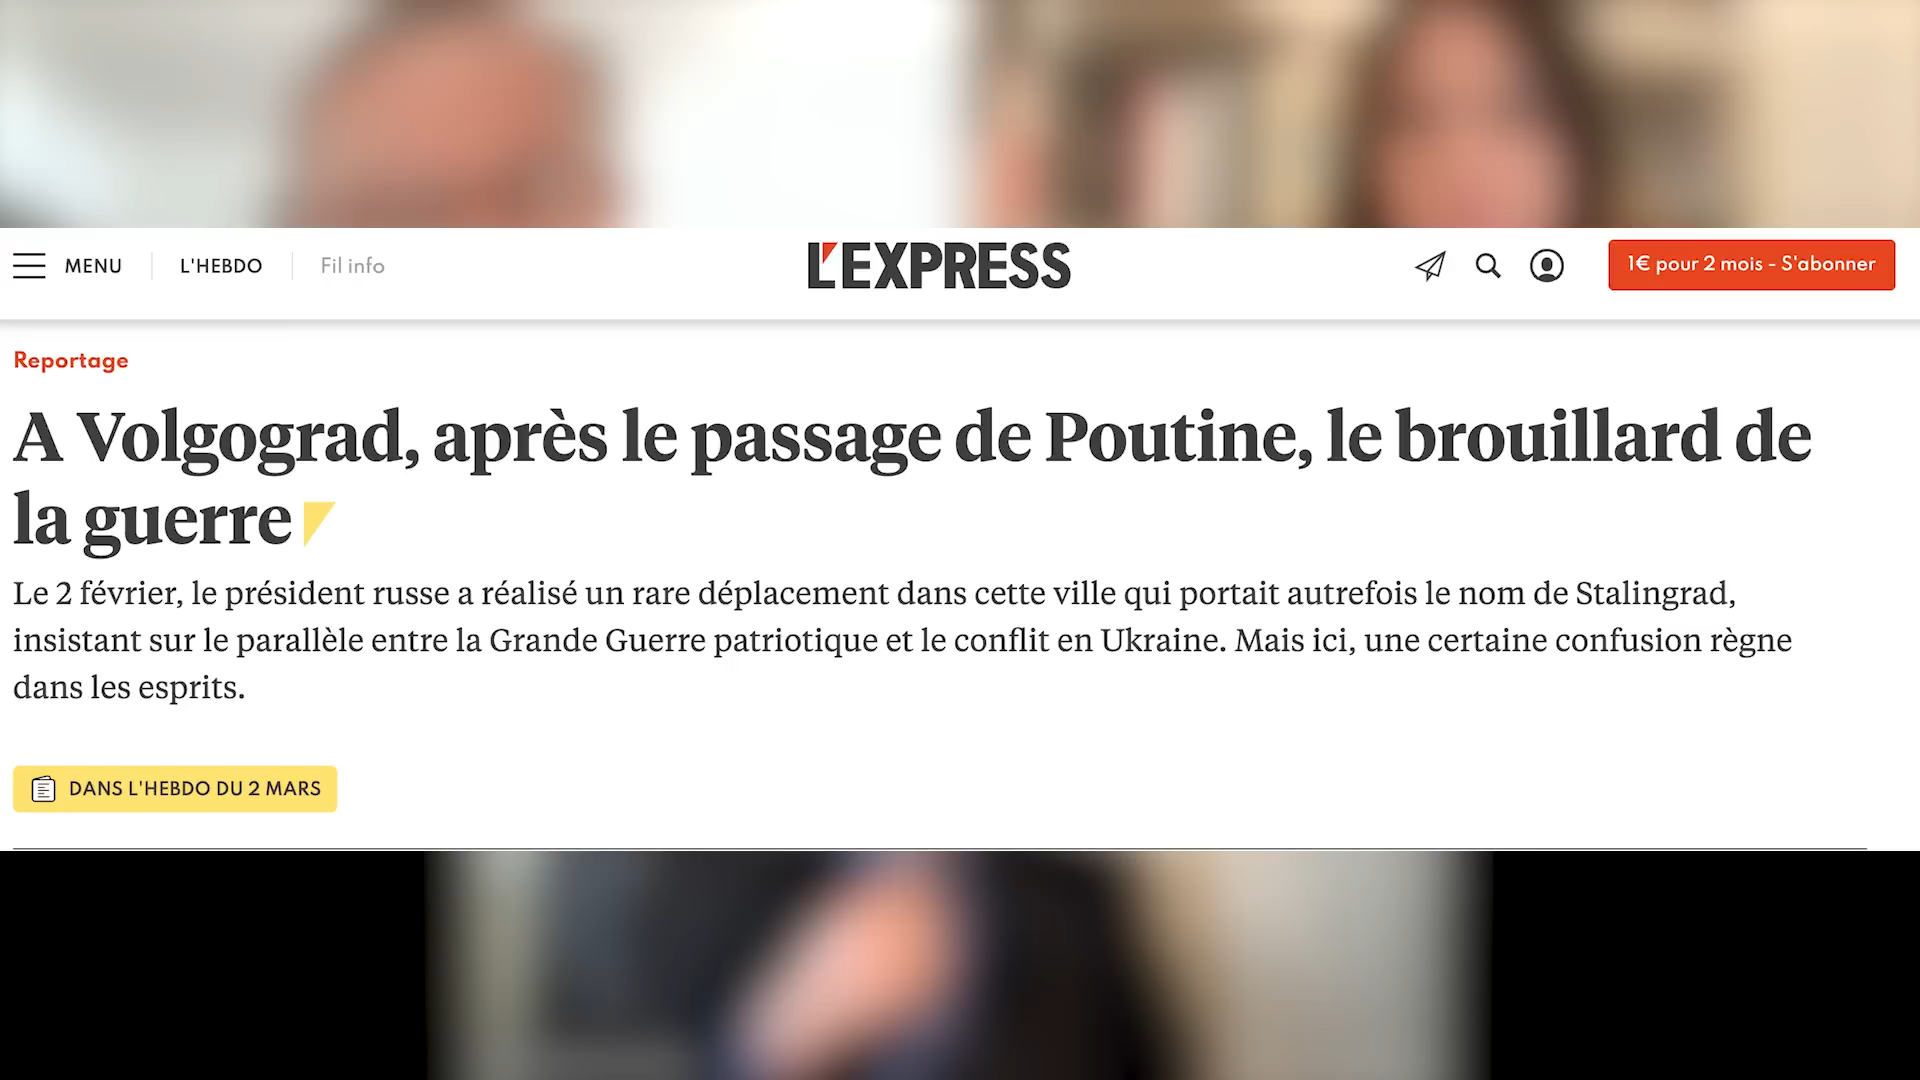 MENU
L'HEBDO
Fil info
L'EXPRESS
1€ pour 2 mois - S'abonner
Reportage
A Volgograd, après le passage de Poutine, le brouillard de
la guerre
Le 2 février, le président russe a réalisé un rare déplacement dans cette ville qui portait autrefois le nom de Stalingrad,
insistant sur le parallèle entre la Grande Guerre patriotique et le conflit en Ukraine. Mais ici, une certaine confusion règne
dans les esprits.
DANS L'HEBDO DU 2 MARS